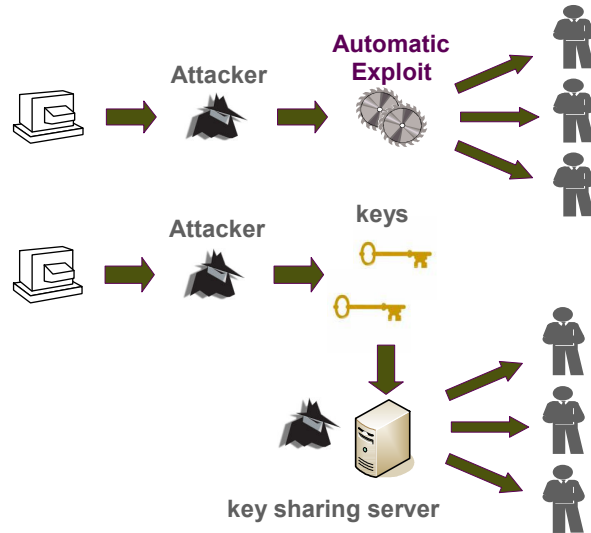 Automatic
Exploit
Attacker
keys
Attacker
key sharing server